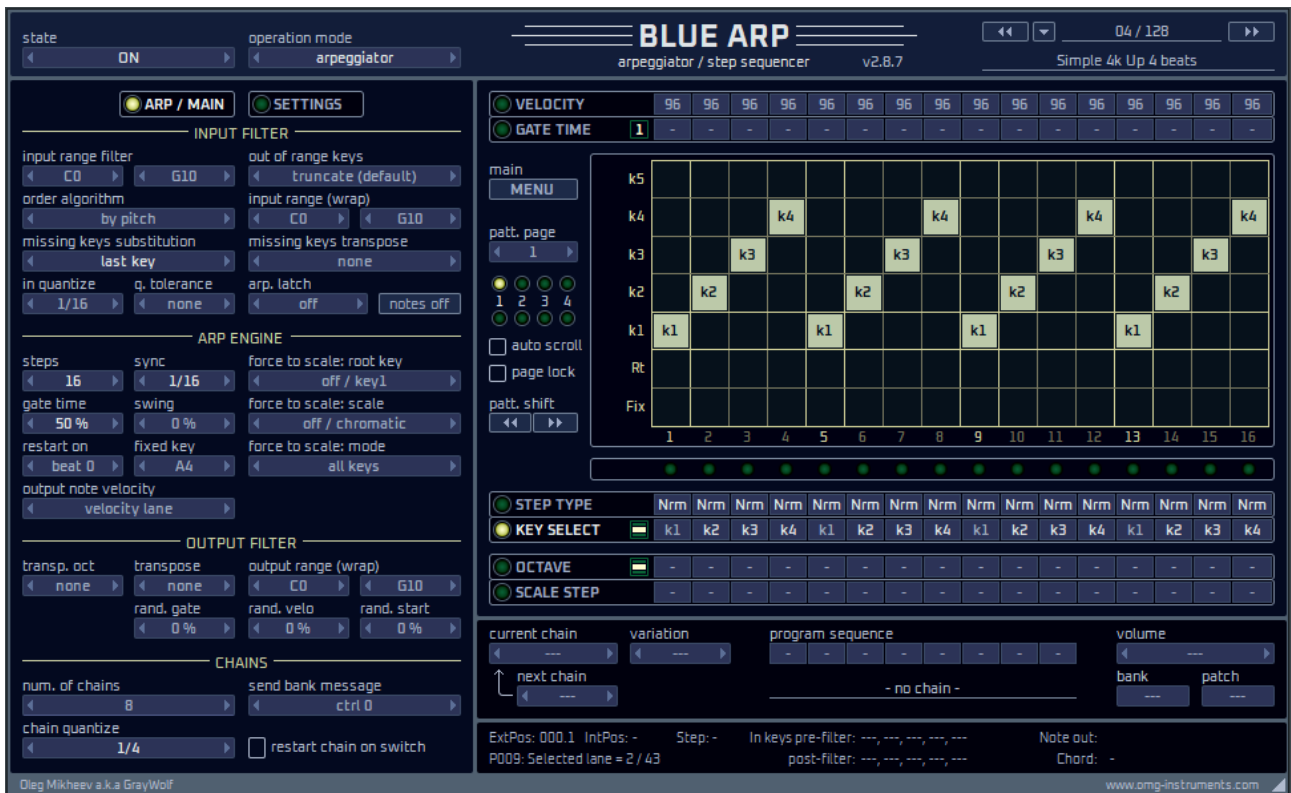 state
operation mode
ON
arpeggiator
BLUE ARP
arpeggiator / step sequencer
v2.8.7
04 / 128
Simple 4k Up 4 beats
ARP / MAIN
SETTINGS
INPUT FILTER
input range filter
out of range keys
C0 G10
truncate (default)
order algorithm
input range (wrap)
by pitch
C0 G10
missing keys substitution
missing keys transpose
last key
none
in quantize q. tolerance arp. latch
1/16 none off notes off
ARP ENGINE
steps sync force to scale: root key
16 1/16 off / key1
gate time swing force to scale: scale
50 % 0 % off / chromatic
restart on fixed key force to scale: mode
beat 0 A4 all keys
output note velocity
velocity lane
OUTPUT FILTER
transp. oct transpose output range (wrap)
none none C0 G10
rand. gate rand. velo rand. start
0 % 0 % 0 %
CHAINS
num. of chains send bank message
8 ctrl 0
chain quantize
1/4 restart chain on switch
VELOCITY 96 96 96 96 96 96 96 96 96 96 96 96 96 96 96 96
GATE TIME 1 - - - - - - - - - - - - - - - -
main
MENU
patt. page
1
1 2 3 4
auto scroll
page lock
patt. shift
k5
k4 k4 k4 k4 k4
k3 k3 k3 k3 k3
k2 k2 k2 k2 k2
k1 k1 k1 k1 k1
Rt
Fix
1 2 3 4 5 6 7 8 9 10 11 12 13 14 15 16
STEP TYPE Nrm Nrm Nrm Nrm Nrm Nrm Nrm Nrm Nrm Nrm Nrm Nrm Nrm Nrm Nrm Nrm
KEY SELECT k1 k2 k3 k4 k1 k2 k3 k4 k1 k2 k3 k4 k1 k2 k3 k4
OCTAVE - - - - - - - - - - - - - - - -
SCALE STEP - - - - - - - - - - - - - - - -
current chain variation program sequence volume
--- --- - - - - - - - - ---
next chain bank patch
--- - no chain - --- ---
ExtPos: 000.1 IntPos: - Step: - In keys pre-filter: ---, ---, ---, ---, --- Note out:
P009: Selected lane = 2 / 43 post-filter: ---, ---, ---, ---, --- Chord: -
Oleg Mikheev a.k.a GrayWolf
www.omg-instruments.com